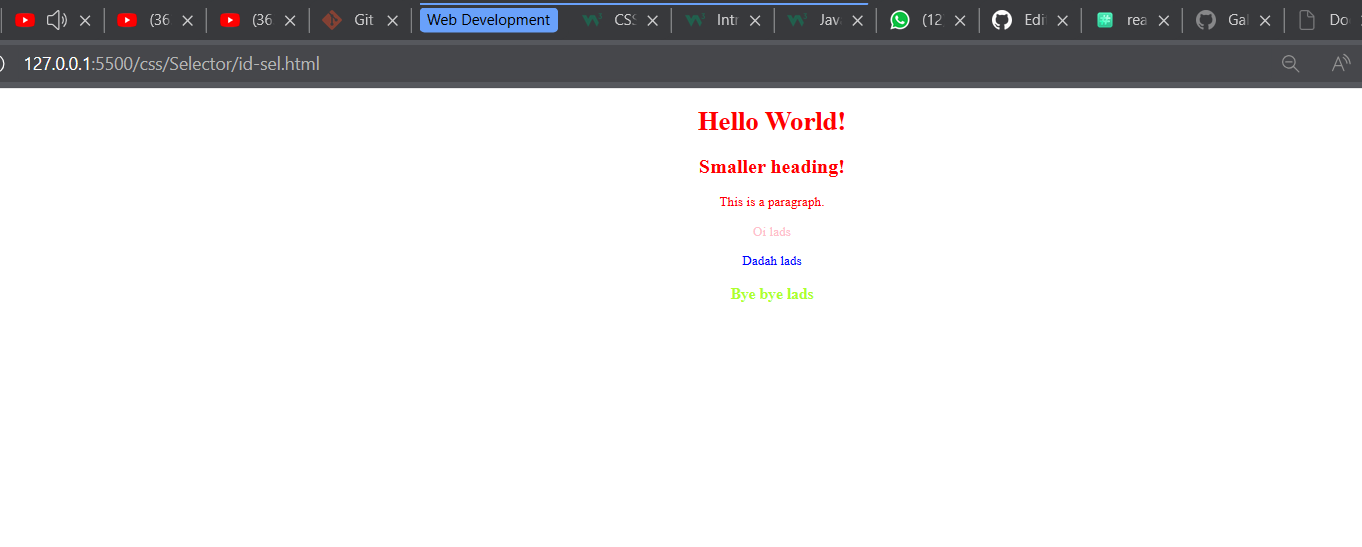 (36 (36 Git Web Development CSS Intr Java (12 Edi rea Gal Do
127.0.0.1:5500/css/Selector/id-sel.html
Hello World!
Smaller heading!
This is a paragraph.
Oi lads
Dadah lads
Bye bye lads